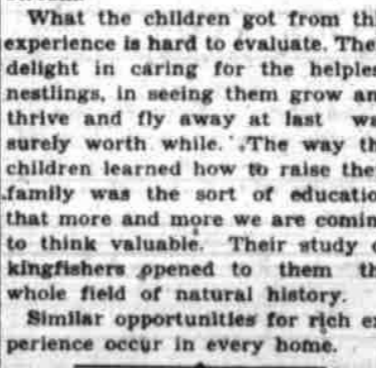 What the children got from thi
experience is hard to evaluate. Thei
delight in caring for the helples
nestlings, in seeing them grow an
thrive and fly away at last wa
surely worth while. The way th
children learned how to raise thei
family was the sort of educatio
that more and more we are comin
to think valuable. Their study o
kingfishers opened to them th
whole field of natural history.
Similar opportunities for rich ex
perience occur in every home.